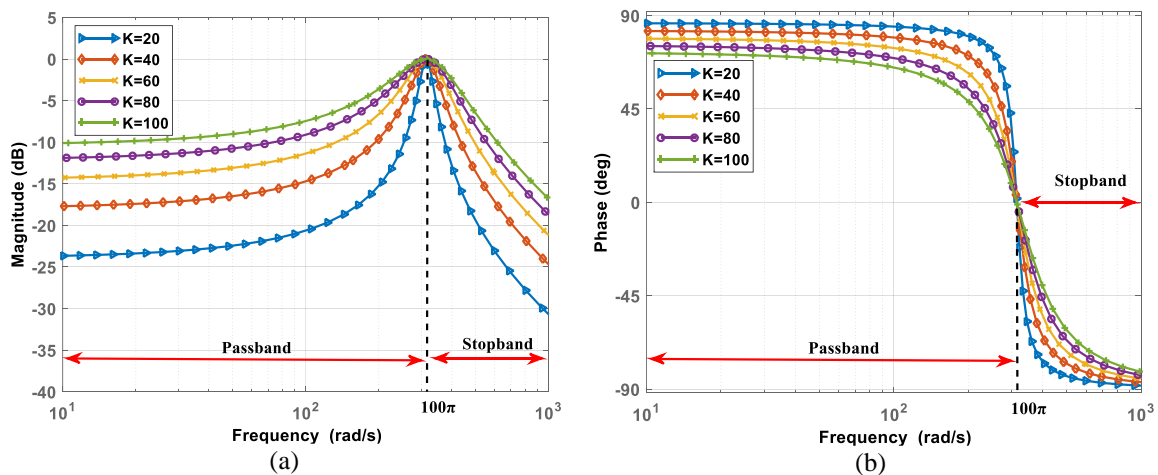 K=20
K=40
K=60
K=80
K=100
0
-5
-10
-15
-20
-25
-30
-35
-40
Magnitude (dB)
Passband
Stopband
10^1
10^2
100π
10^3
Frequency (rad/s)
(a)
90
45
0
-45
-90
Phase (deg)
K=20
K=40
K=60
K=80
K=100
Stopband
Passband
10^1
10^2
100π
10^3
Frequency (rad/s)
(b)